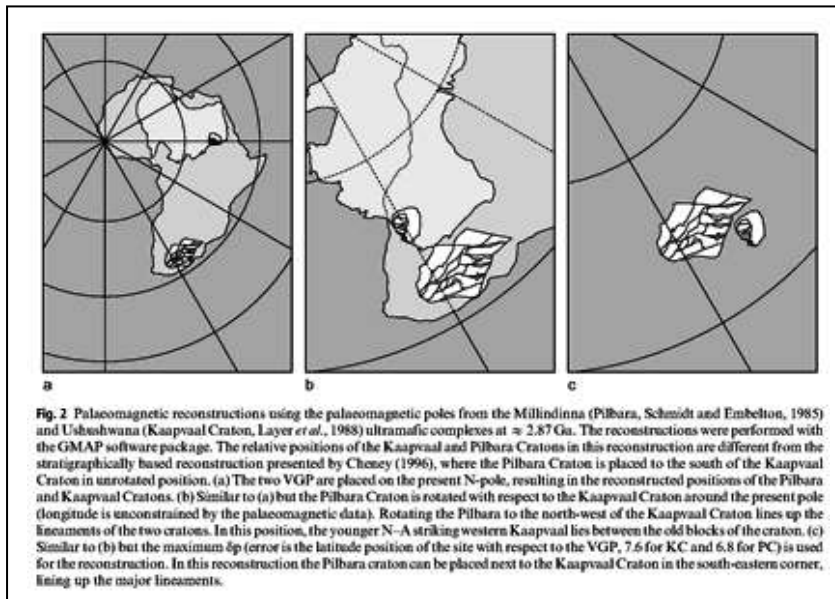 a
b
c
Fig. 2 Palaeomagnetic reconstructions using the palaeomagnetic poles from the Millindinna (Pilbara, Schmidt and Embelton, 1985)
and Ushushwana (Kaapvaal Craton, Layer et al., 1988) ultramafic complexes at ≈ 2.87 Ga. The reconstructions were performed with
the GMAP software package. The relative positions of the Kaapvaal and Pilbara Cratons in this reconstruction are different from the
stratigraphically based reconstruction presented by Cheney (1996), where the Pilbara Craton is placed to the south of the Kaapvaal
Craton in unrotated position. (a) The two VGP are placed on the present N-pole, resulting in the reconstructed positions of the Pilbara
and Kaapvaal Cratons. (b) Similar to (a) but the Pilbara Craton is rotated with respect to the Kaapvaal Craton around the present pole
(longitude is unconstrained by the palaeomagnetic data). Rotating the Pilbara to the north-west of the Kaapvaal Craton lines up the
lineaments of the two cratons. In this position, the younger N–A striking western Kaapvaal lies between the old blocks of the craton. (c)
Similar to (b) but the maximum δp (error is the latitude position of the site with respect to the VGP, 7.6 for KC and 6.8 for PC) is used
for the reconstruction. In this reconstruction the Pilbara craton can be placed next to the Kaapvaal Craton in the south-eastern corner,
lining up the major lineaments.